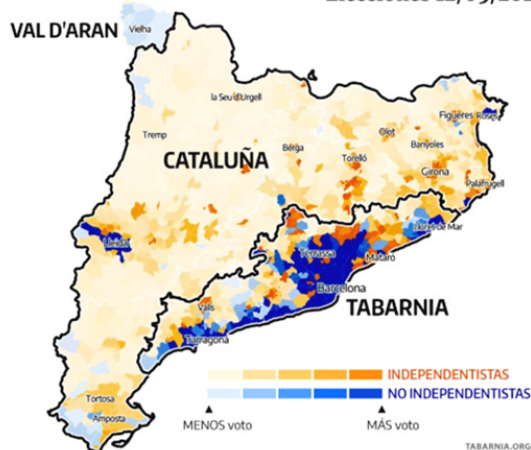 VAL D'ARAN
Vielha
la Seu d'Urgell
Figueres
Roses
Tremp
Olot
Banyoles
CATALUÑA
Berga
Torelló
Girona
Palafrugell
Lleida
Lloret de Mar
Terrassa
Mataró
Barcelona
TABARNIA
Valls
Tarragona
INDEPENDENTISTAS
NO INDEPENDENTISTAS
Tortosa
Amposta
MENOS voto
MÁS voto
TABARNIA.ORG